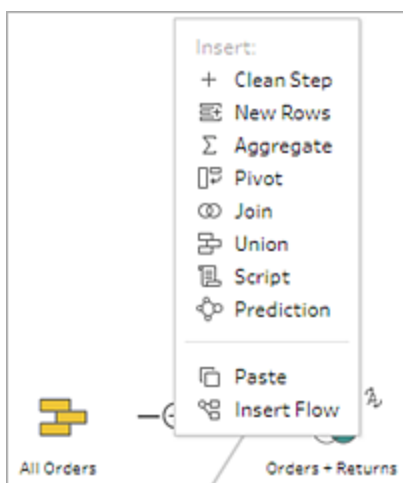 Insert:
Clean Step
New Rows
Aggregate
Pivot
Join
Union
Script
Prediction
Paste
Insert Flow
All Orders
Orders + Returns